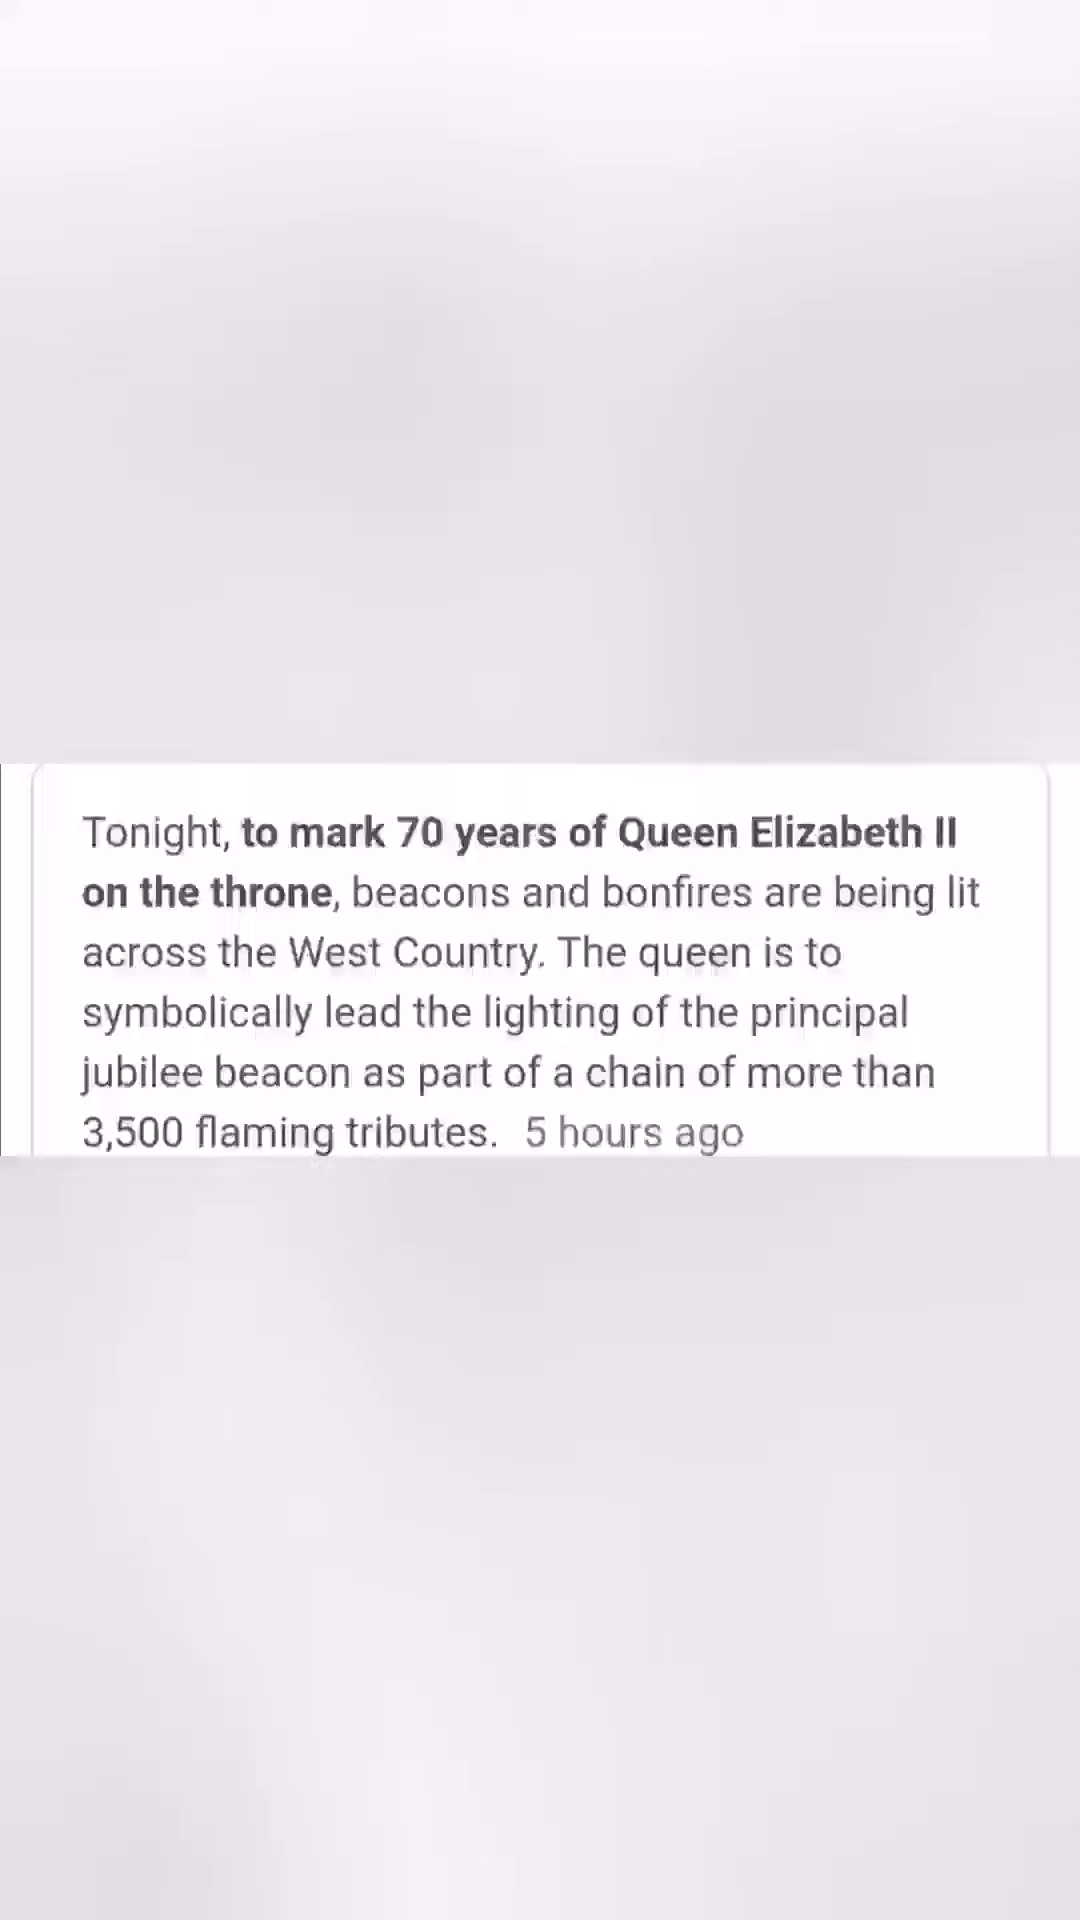 Tonight, to mark 70 years of Queen Elizabeth II
on the throne, beacons and bonfires are being lit
across the West Country. The queen is to
symbolically lead the lighting of the principal
jubilee beacon as part of a chain of more than
3,500 flaming tributes. 5 hours ago